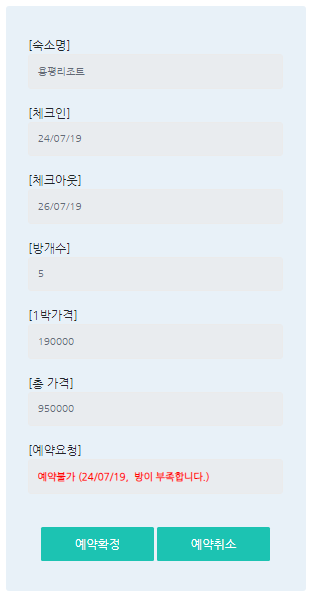 [숙소명]
홍평리조트
[체크인]
24/07/19
[체크아웃]
26/07/19
[방개수]
5
[1박가격]
190000
[총 가격]
950000
[예약요청]
예약불가 (24/07/19, 방이 부족합니다.)
예약확정 예약취소